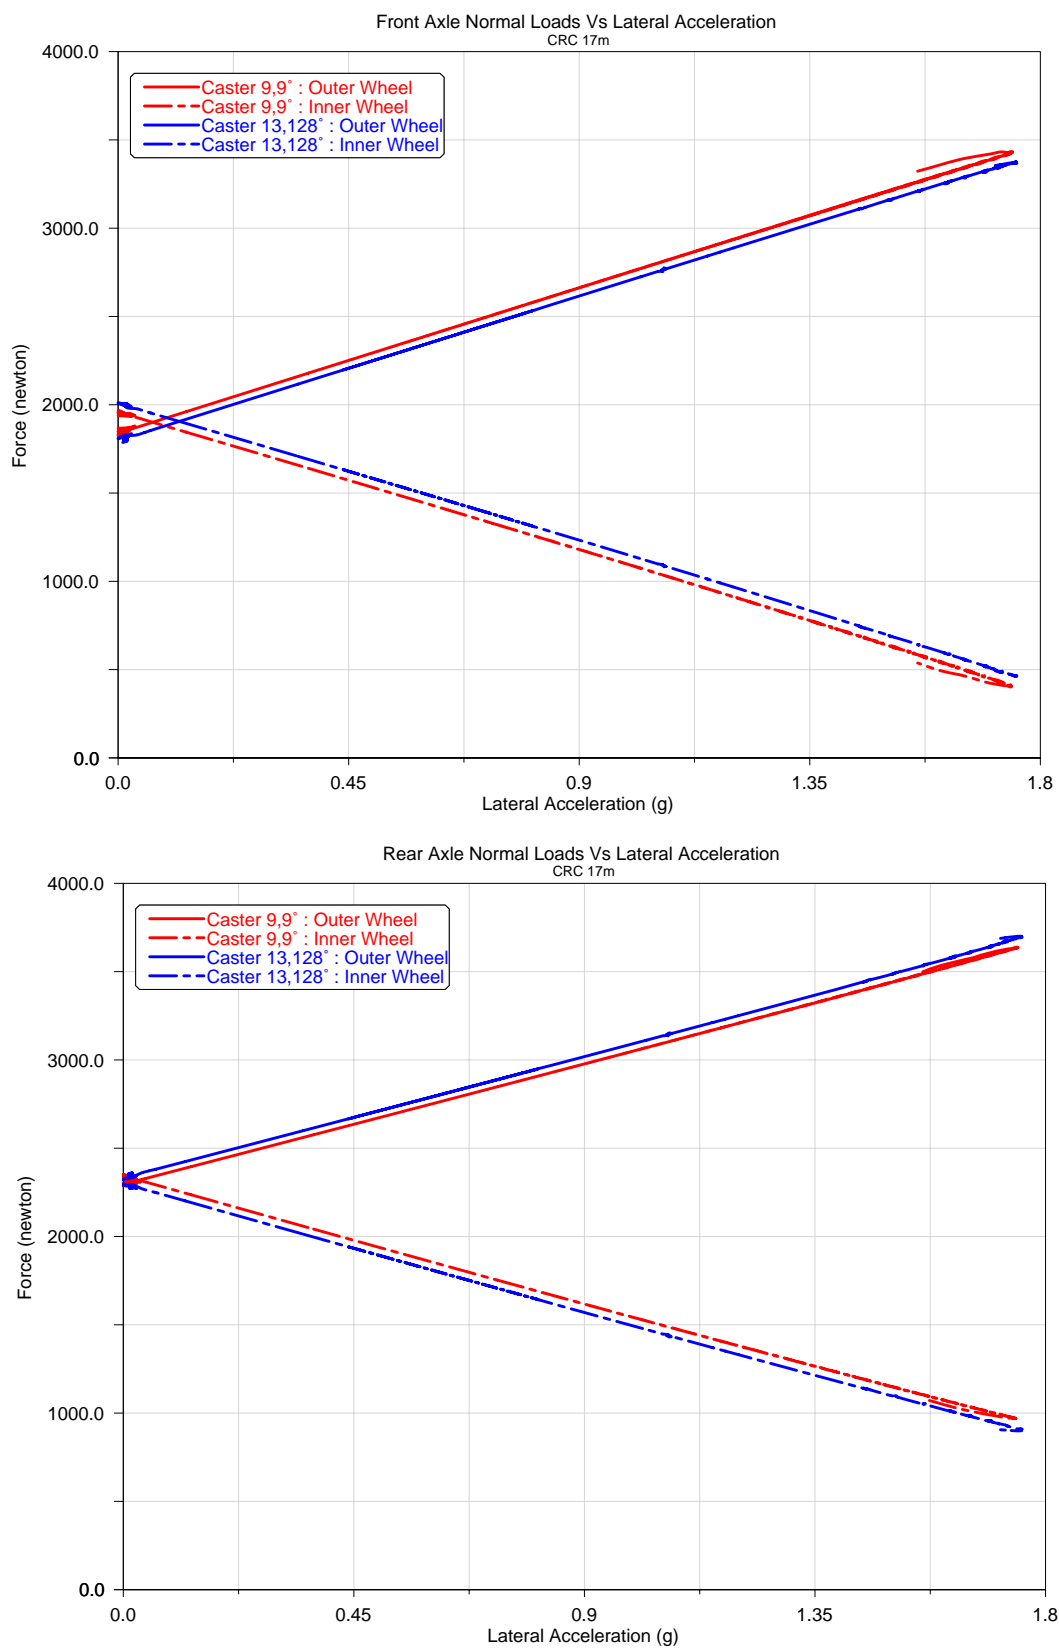 Front Axle Normal Loads Vs Lateral Acceleration
CRC 17m
4000.0
Caster 9,9° : Outer Wheel
Caster 9,9° : Inner Wheel
Caster 13,128° : Outer Wheel
Caster 13,128° : Inner Wheel
3000.0
Force (newton)
2000.0
1000.0
0.0
0.0 0.45 0.9 1.35 1.8
Lateral Acceleration (g)
Rear Axle Normal Loads Vs Lateral Acceleration
CRC 17m
4000.0
Caster 9,9° : Outer Wheel
Caster 9,9° : Inner Wheel
Caster 13,128° : Outer Wheel
Caster 13,128° : Inner Wheel
3000.0
Force (newton)
2000.0
1000.0
0.0
0.0 0.45 0.9 1.35 1.8
Lateral Acceleration (g)